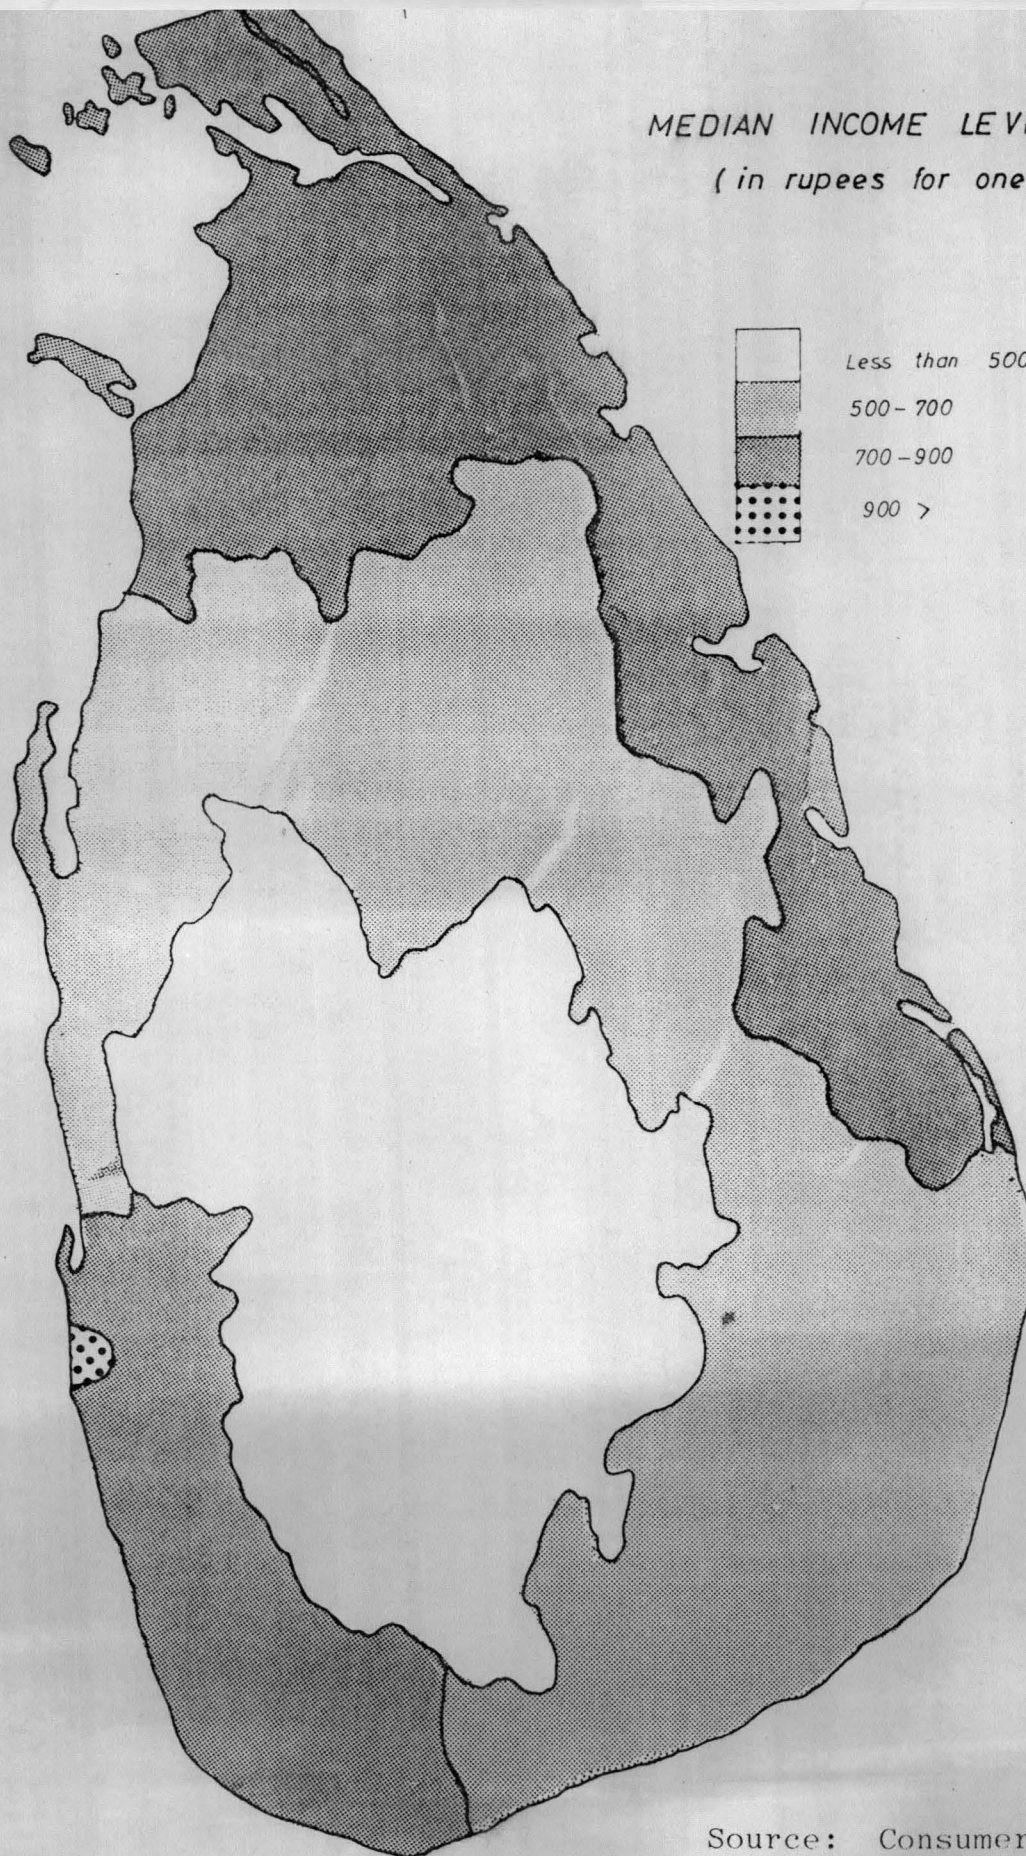 MEDIAN INCOME LEV
( in rupees for one
Less than 500
500-700
700-900
900 >
Source: Consumer